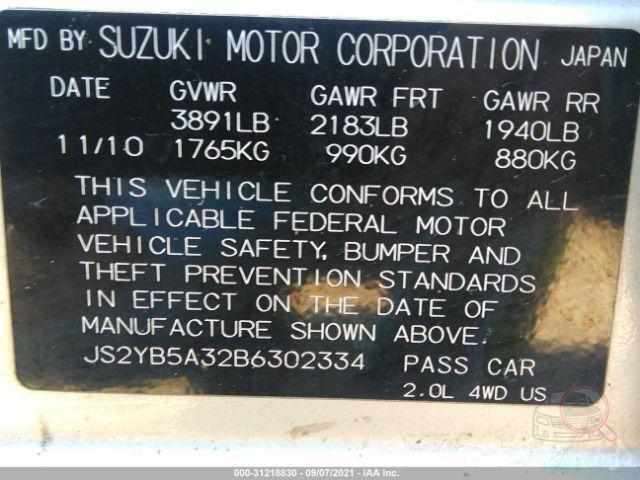 MFD BY SUZUKI MOTOR CORPORATION JAPAN
DATE GVWR GAWR FRT GAWR RR
3891LB 2183LB 1940LB
11/10 1765KG 990KG 880KG
THIS VEHICLE CONFORMS TO ALL
APPLICABLE FEDERAL MOTOR
VEHICLE SAFETY, BUMPER AND
THEFT PREVENTION STANDARDS
IN EFFECT ON THE DATE OF
MANUFACTURE SHOWN ABOVE.
JS2YB5A32B6302334 PASS CAR
2.0L 4WD US
000-31218830 - 09/07/2021 - IAA Inc.